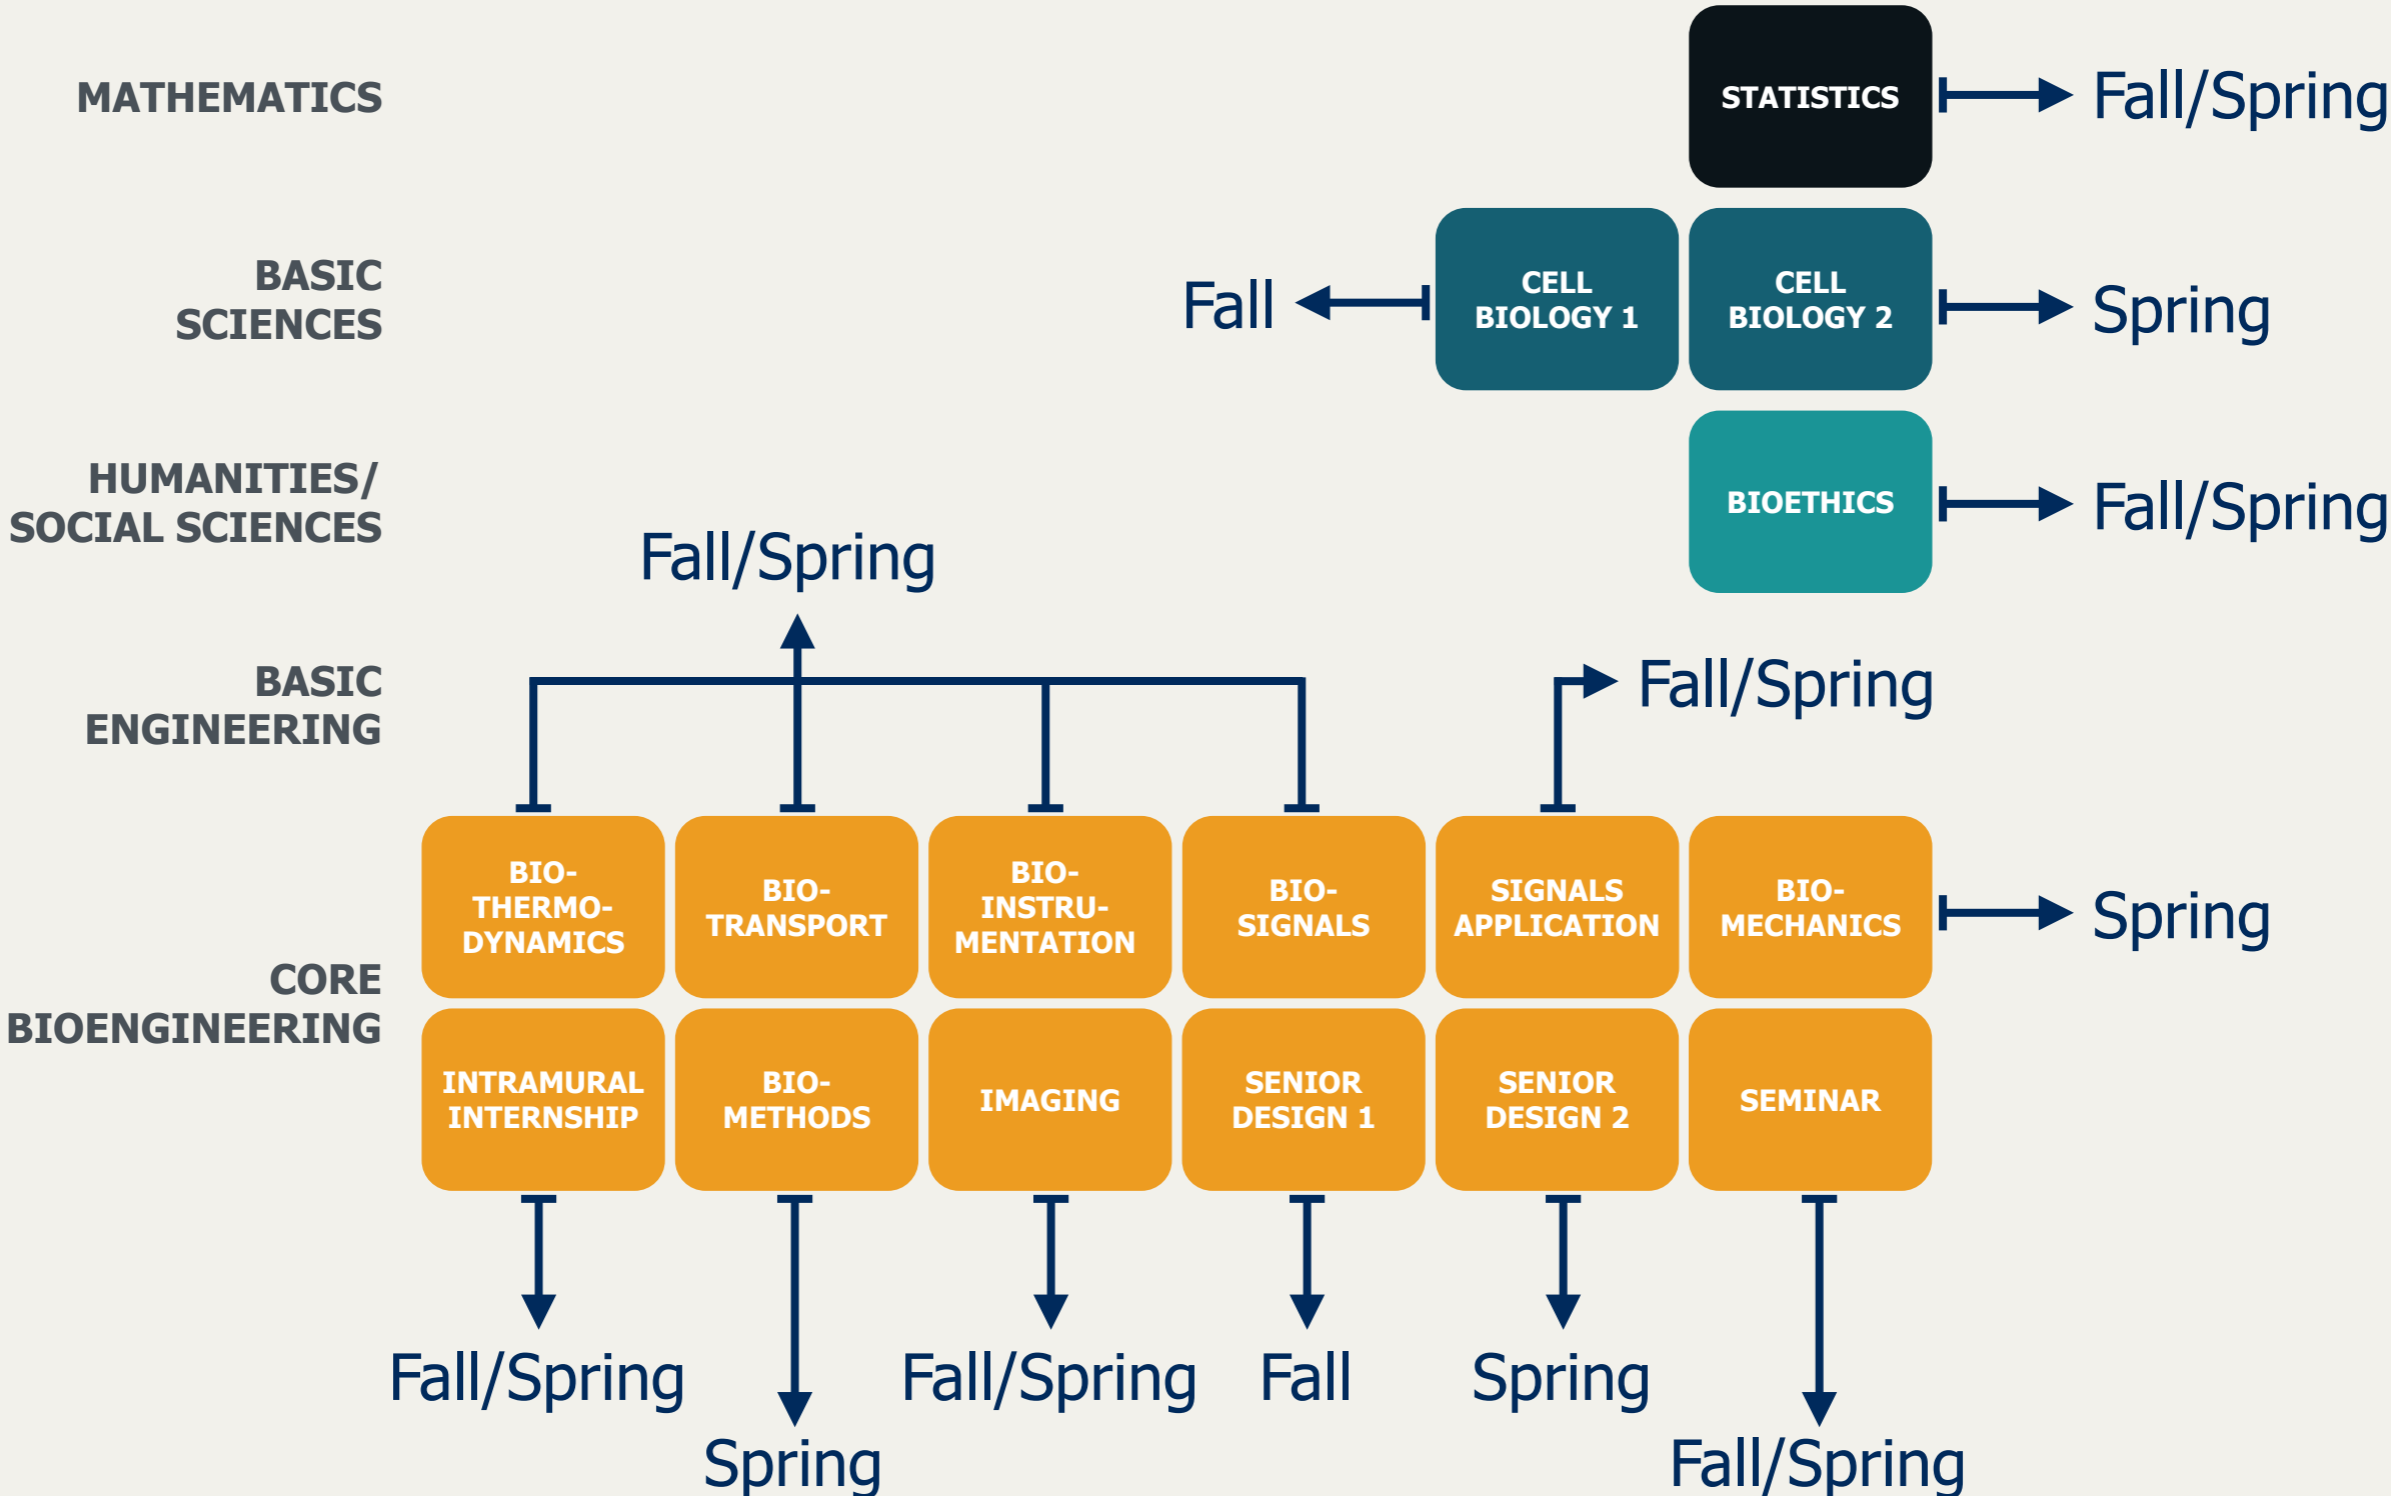 MATHEMATICS
STATISTICS
Fall/Spring
BASIC
SCIENCES
Fall
CELL
BIOLOGY 1
CELL
BIOLOGY 2
Spring
HUMANITIES/
SOCIAL SCIENCES
BIOETHICS
Fall/Spring
Fall/Spring
BASIC
ENGINEERING
Fall/Spring
CORE
BIOENGINEERING
BIO-
THERMO-
DYNAMICS
BIO-
TRANSPORT
BIO-
INSTRU-
MENTATION
BIO-
SIGNALS
SIGNALS
APPLICATION
BIO-
MECHANICS
Spring
INTRAMURAL
INTERNSHIP
BIO-
METHODS
IMAGING
SENIOR
DESIGN 1
SENIOR
DESIGN 2
SEMINAR
Fall/Spring
Spring
Fall/Spring
Fall
Spring
Fall/Spring